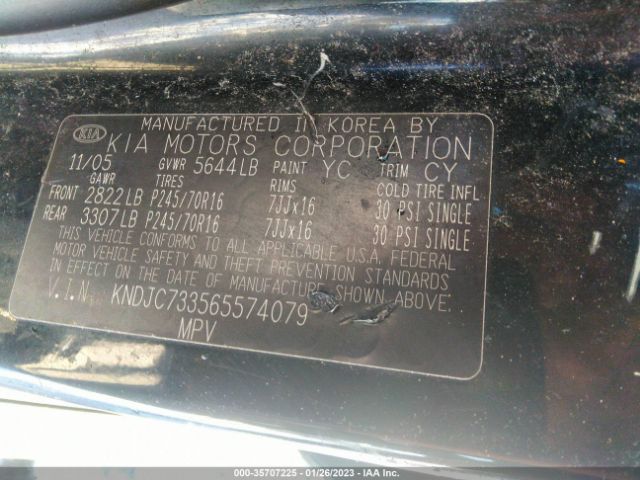 MANUFACTURED IN KOREA BY
KIA KIA MOTORS CORPORATION
11/05 GVWR 5644LB PAINT YC TRIM CY
GAWR TIRES RIMS COLD TIRE INFL
FRONT 2822LB P245/70R16 7JJx16 30 PSI SINGLE
REAR 3307LB P245/70R16 7JJx16 30 PSI SINGLE
THIS VEHICLE CONFORMS TO ALL APPLICABLE U.S.A. FEDERAL
MOTOR VEHICLE SAFETY AND THEFT PREVENTION STANDARDS
IN EFFECT ON THE DATE OF MANUFACTURE SHOWN ABOVE.
V.I.N. KNDJC733565574079
MPV
000-35707225 - 01/26/2023 - IAA Inc.